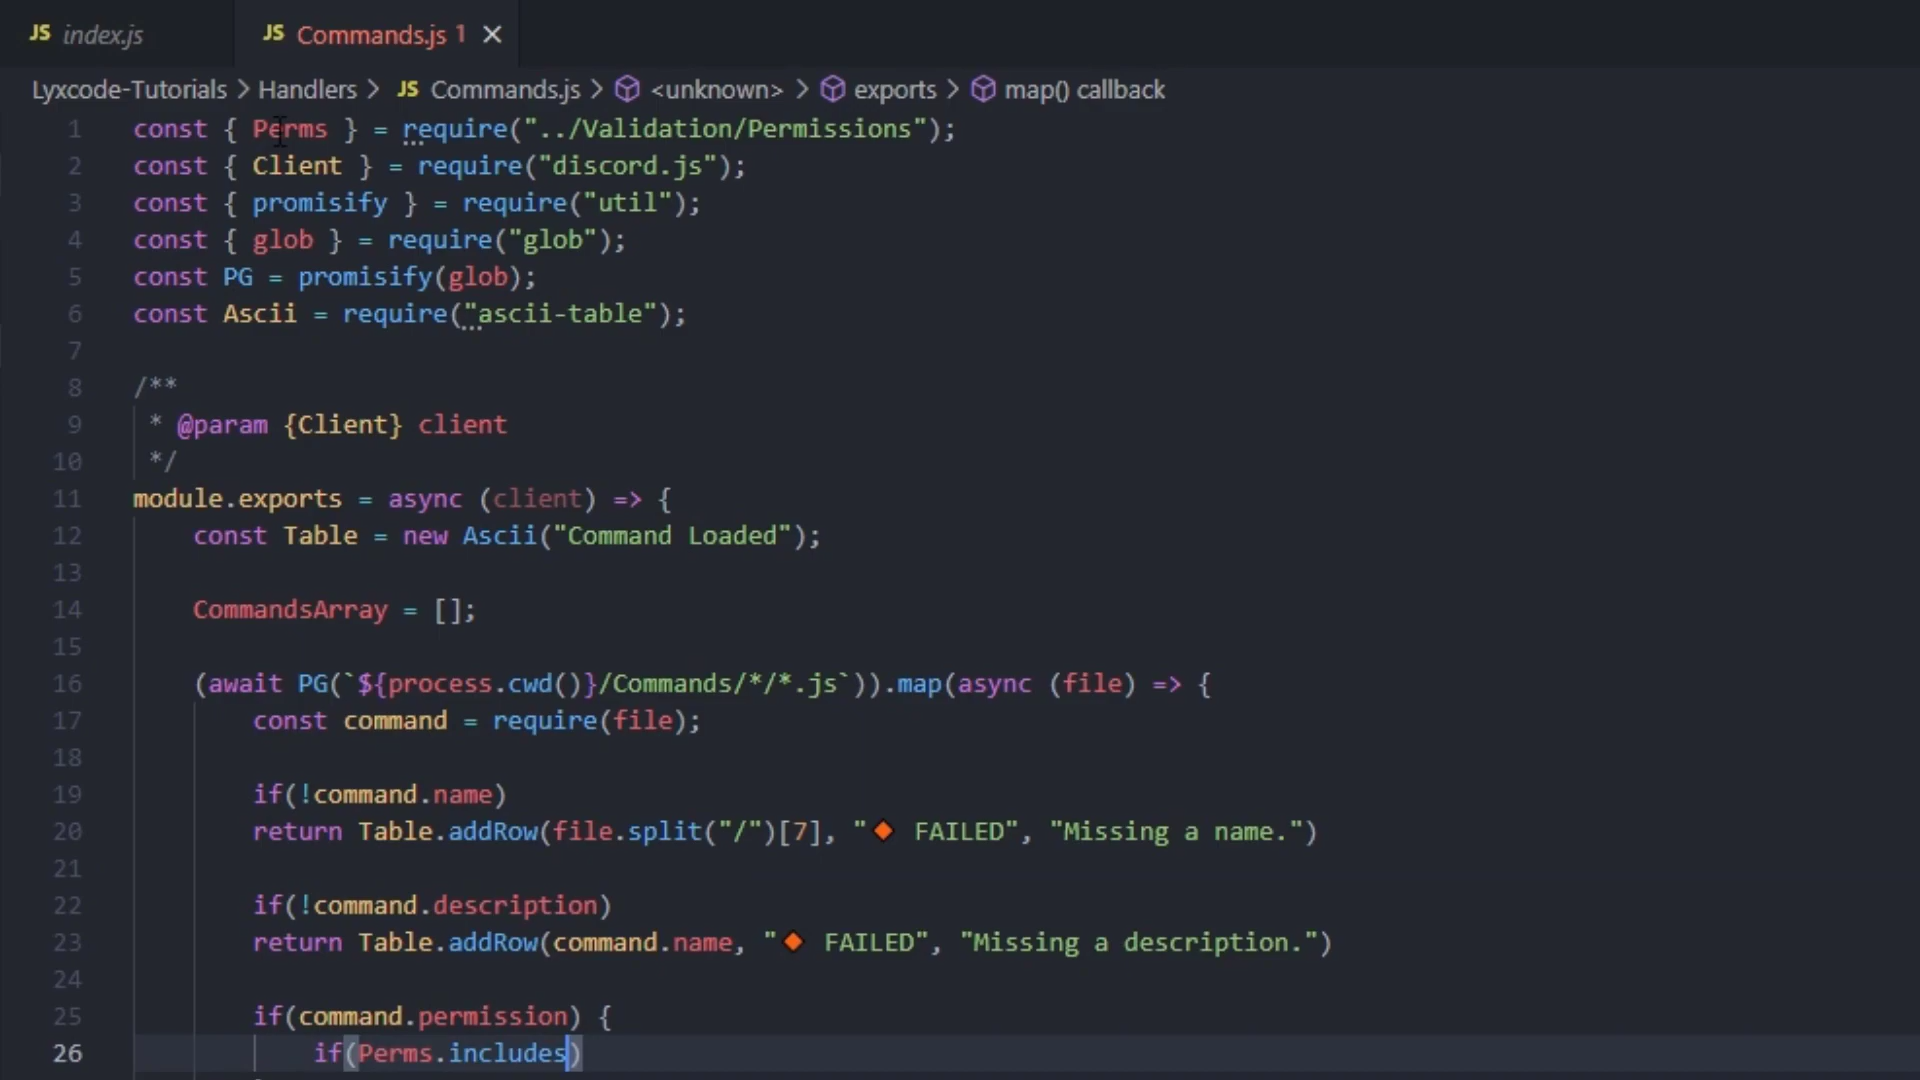 JS index.js JS Commands.js 1 ×
Lyxcode-Tutorials > Handlers > JS Commands.js > <unknown> > exports > map() callback
1 const { Perms } = require("../Validation/Permissions");
2 const { Client } = require("discord.js");
3 const { promisify } = require("util");
4 const { glob } = require("glob");
5 const PG = promisify(glob);
6 const Ascii = require("ascii-table");
7
8 /**
9 * @param {Client} client
10 */
11 module.exports = async (client) => {
12 const Table = new Ascii("Command Loaded");
13
14 CommandsArray = [];
15
16 (await PG(`${process.cwd()}/Commands/*/*.js`)).map(async (file) => {
17 const command = require(file);
18
19 if(!command.name)
20 return Table.addRow(file.split("/")[7], "🔸 FAILED", "Missing a name.")
21
22 if(!command.description)
23 return Table.addRow(command.name, "🔸 FAILED", "Missing a description.")
24
25 if(command.permission) {
26 if(Perms.includes)